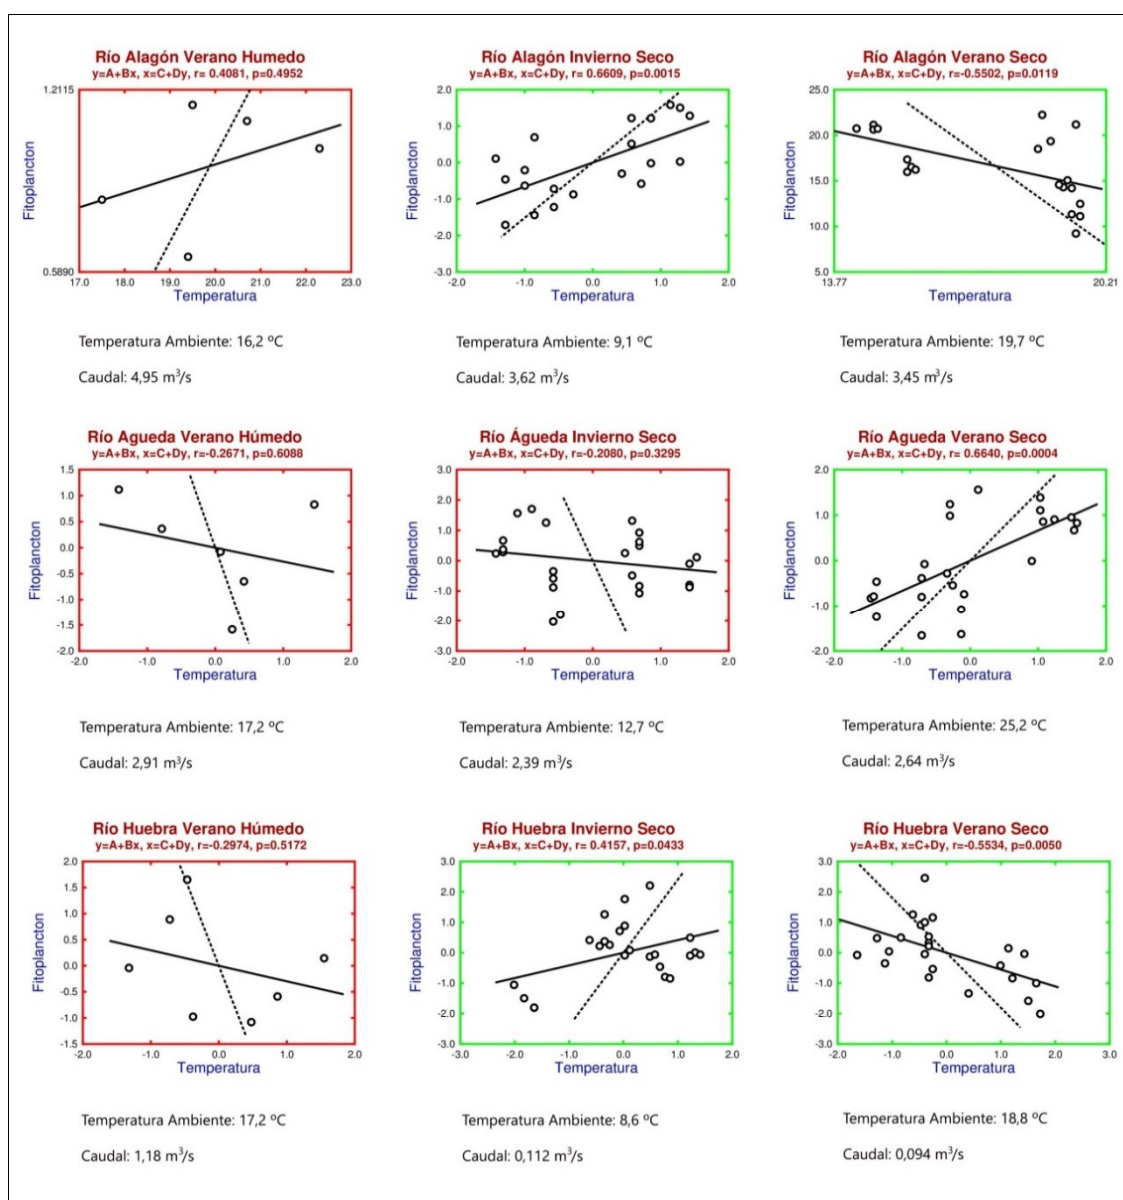 Río Alagón Verano Humedo
y=A+Bx, x=C+Dy, r= 0.4081, p=0.4952
1.2115
Fitoplancton
0.5890
17.0 18.0 19.0 20.0 21.0 22.0 23.0
Temperatura
Temperatura Ambiente: 16,2 ºC
Caudal: 4,95 m³/s
Río Alagón Invierno Seco
y=A+Bx, x=C+Dy, r= 0.6609, p=0.0015
2.0
1.0
0.0
-1.0
-2.0
-3.0
Fitoplancton
-2.0 -1.0 0.0 1.0 2.0
Temperatura
Temperatura Ambiente: 9,1 ºC
Caudal: 3,62 m³/s
Río Alagón Verano Seco
y=A+Bx, x=C+Dy, r=-0.5502, p=0.0119
25.0
20.0
15.0
10.0
5.0
Fitoplancton
13.77 20.21
Temperatura
Temperatura Ambiente: 19,7 ºC
Caudal: 3,45 m³/s
Río Agueda Verano Húmedo
y=A+Bx, x=C+Dy, r=-0.2671, p=0.6088
1.5
1.0
0.5
0.0
-0.5
-1.0
-1.5
-2.0
Fitoplancton
-2.0 -1.0 0.0 1.0 2.0
Temperatura
Temperatura Ambiente: 17,2 ºC
Caudal: 2,91 m³/s
Río Águeda Invierno Seco
y=A+Bx, x=C+Dy, r=-0.2080, p=0.3295
3.0
2.0
1.0
0.0
-1.0
-2.0
-3.0
Fitoplancton
-2.0 -1.0 0.0 1.0 2.0
Temperatura
Temperatura Ambiente: 12,7 ºC
Caudal: 2,39 m³/s
Río Agueda Verano Seco
y=A+Bx, x=C+Dy, r= 0.6640, p=0.0004
2.0
1.0
0.0
-1.0
-2.0
Fitoplancton
-2.0 -1.0 0.0 1.0 2.0
Temperatura
Temperatura Ambiente: 25,2 ºC
Caudal: 2,64 m³/s
Río Huebra Verano Húmedo
y=A+Bx, x=C+Dy, r=-0.2974, p=0.5172
2.0
1.5
1.0
0.5
0.0
-0.5
-1.0
-1.5
Fitoplancton
-2.0 -1.0 0.0 1.0 2.0
Temperatura
Temperatura Ambiente: 17,2 ºC
Caudal: 1,18 m³/s
Río Huebra Invierno Seco
y=A+Bx, x=C+Dy, r= 0.4157, p=0.0433
3.0
2.0
1.0
0.0
-1.0
-2.0
-3.0
Fitoplancton
-3.0 -2.0 -1.0 0.0 1.0 2.0
Temperatura
Temperatura Ambiente: 8,6 ºC
Caudal: 0,112 m³/s
Río Huebra Verano Seco
y=A+Bx, x=C+Dy, r=-0.5534, p=0.0050
3.0
2.0
1.0
0.0
-1.0
-2.0
-3.0
Fitoplancton
-2.0 -1.0 0.0 1.0 2.0 3.0
Temperatura
Temperatura Ambiente: 18,8 ºC
Caudal: 0,094 m³/s